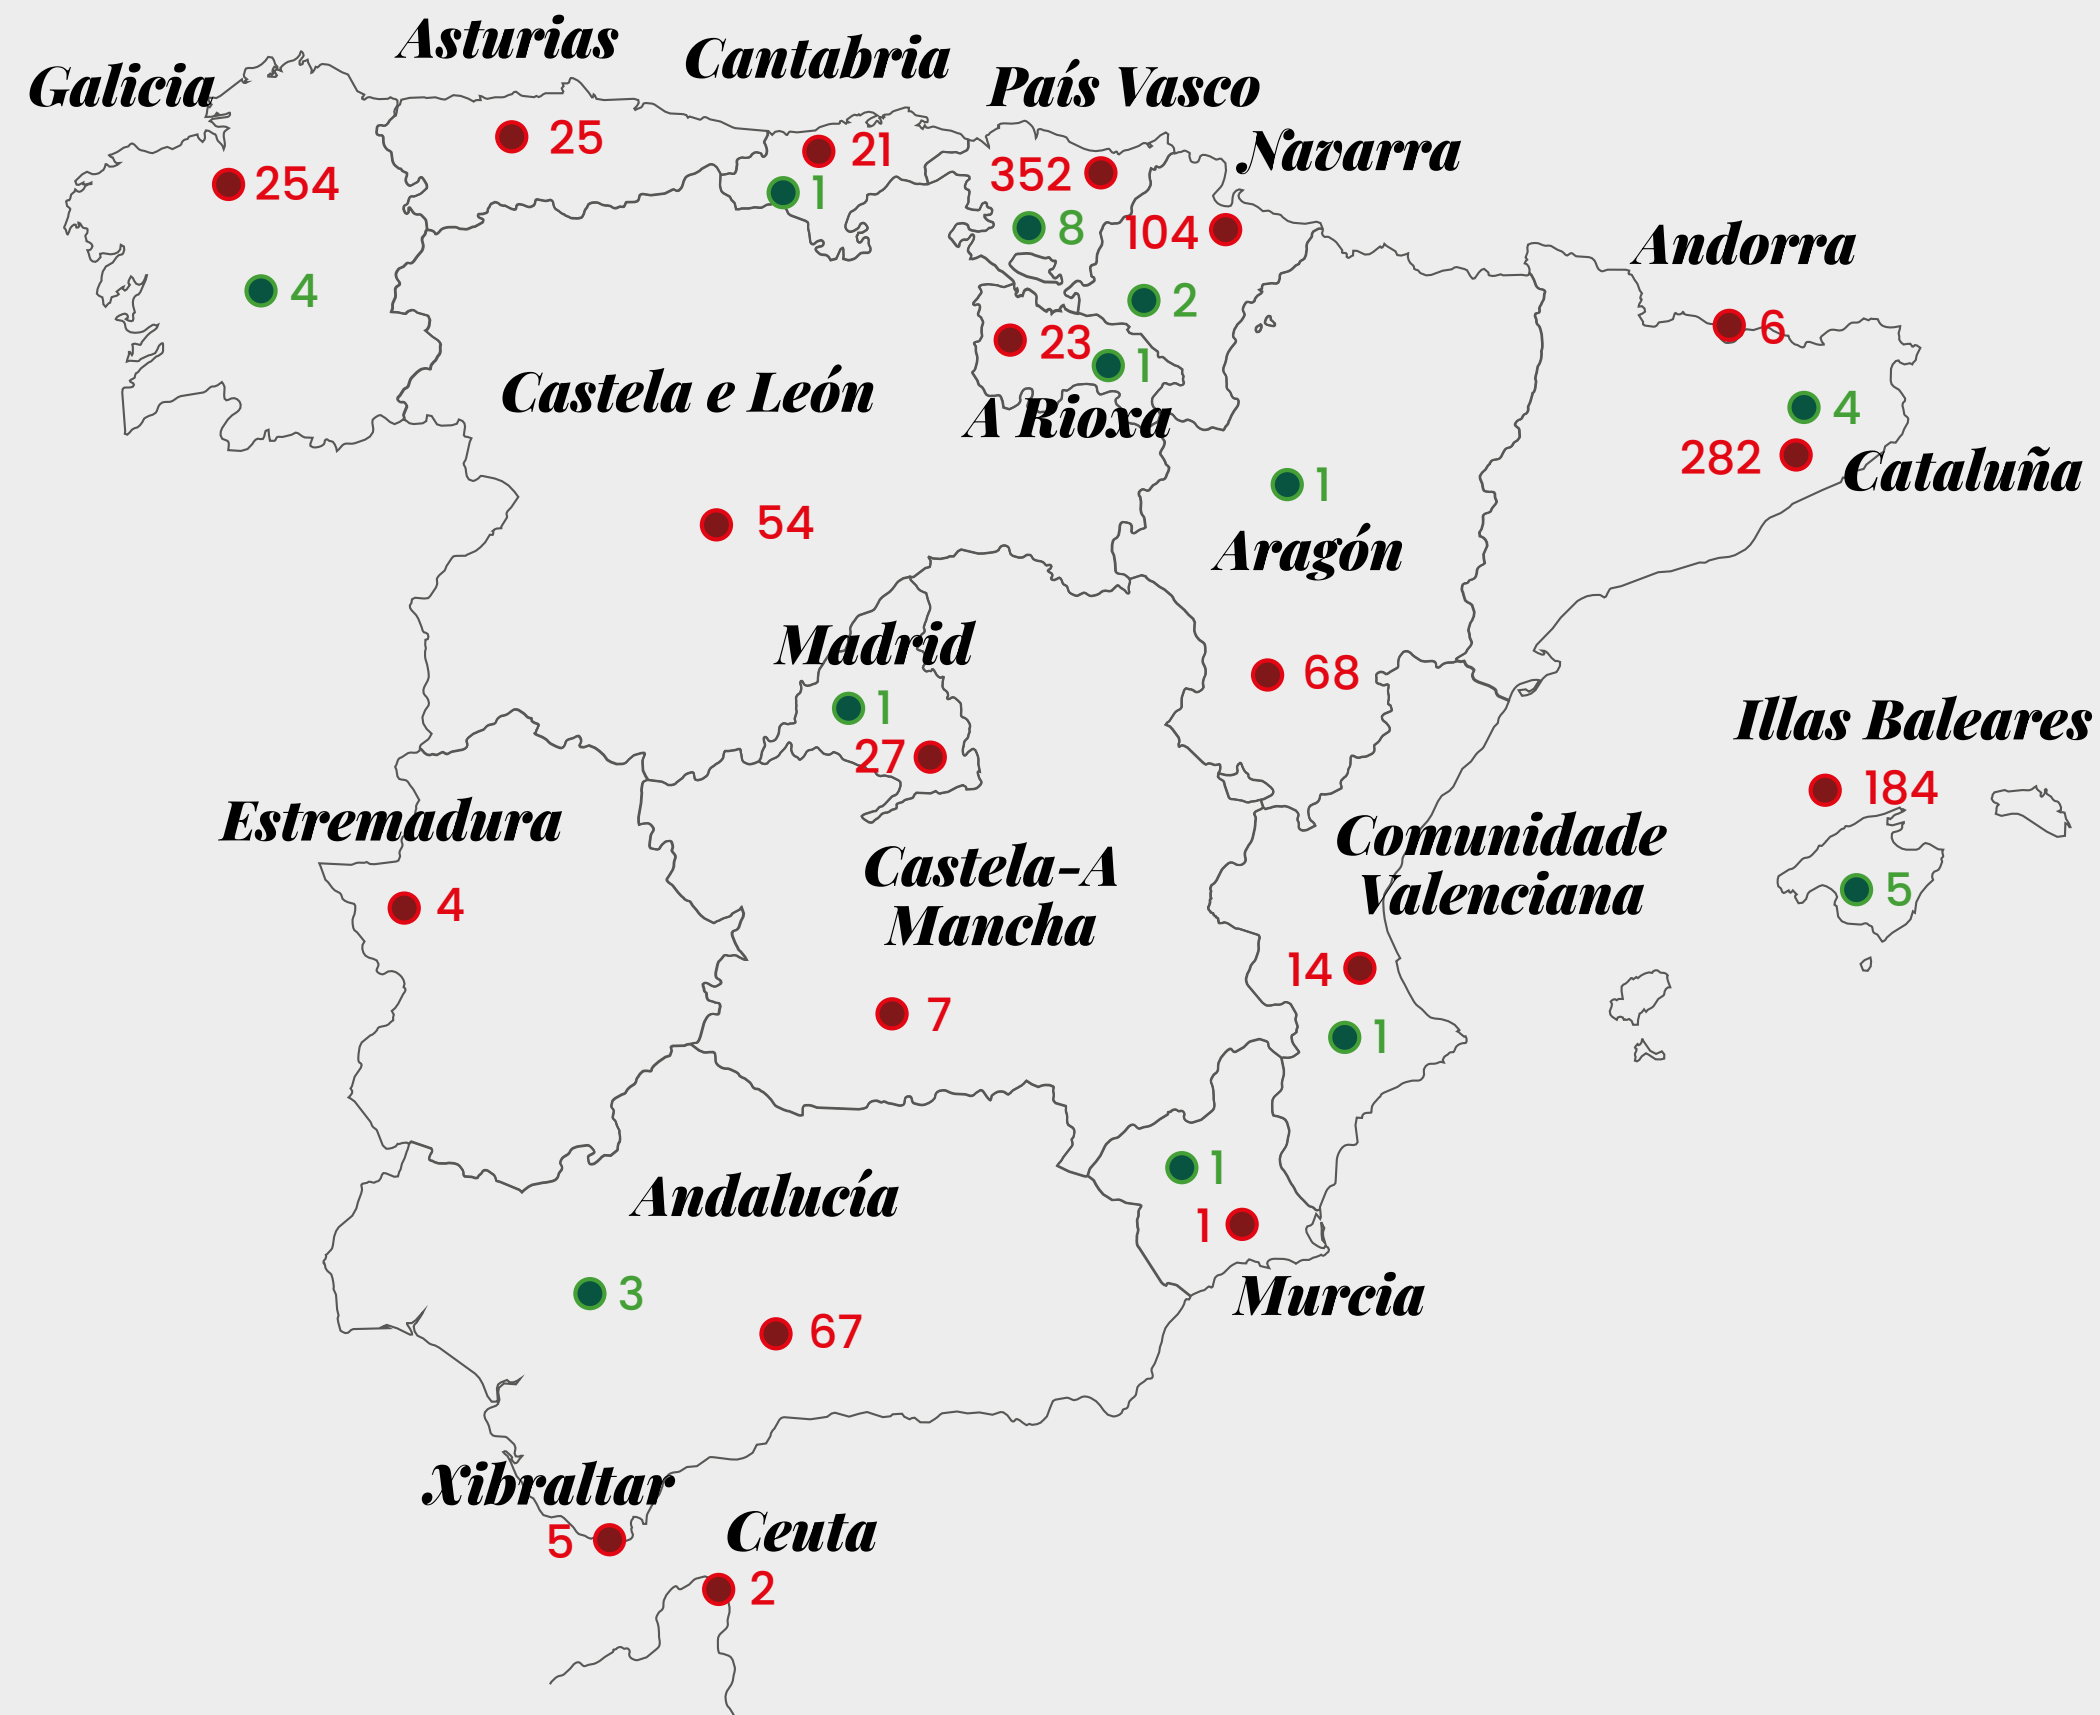 Asturias
Cantabria
Galicia
País Vasco
25
21
Navarra
254
1
352
8
104
Andorra
4
2
6
23
1
Castela e León
A Rioxa
4
282
Cataluña
1
54
Aragón
Madrid
68
1
27
Illas Baleares
184
Estremadura
Comunidade
Valenciana
Castela-A
Mancha
4
5
14
7
1
1
Andalucía
1
3
Murcia
67
Xibraltar
5
Ceuta
2